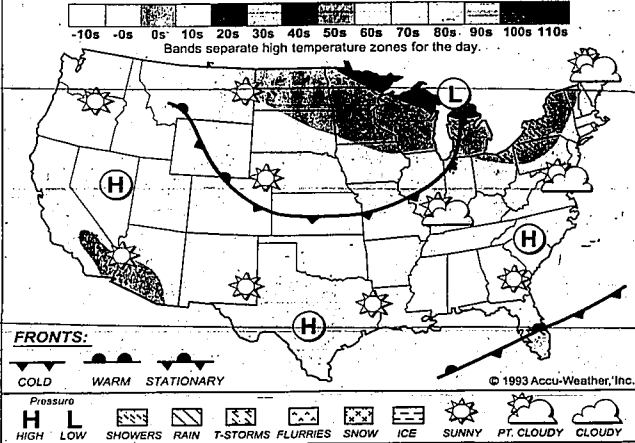 -10s -0s 0s 10s 20s 30s 40s 50s 60s 70s 80s 90s 100s 110s
Bands separate high temperature zones for the day.
L
H
H
H
FRONTS:
COLD WARM STATIONARY
© 1993 Accu-Weather, Inc.
Pressure
H L
HIGH LOW SHOWERS RAIN T-STORMS FLURRIES SNOW ICE SUNNY PT. CLOUDY CLOUDY